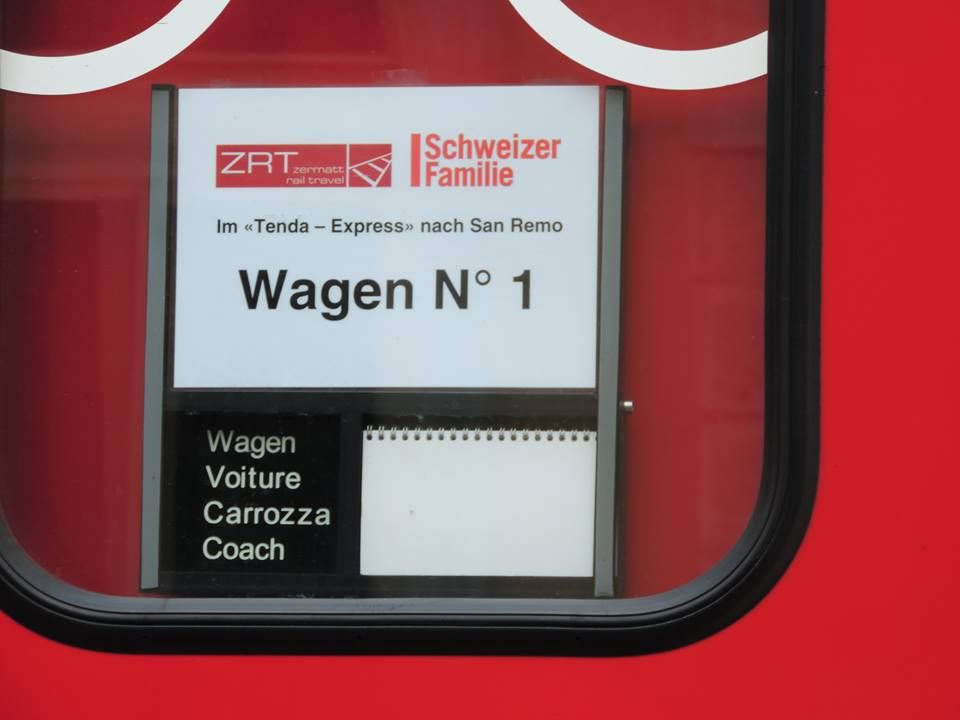 ZRT zermatt
rail travel
Schweizer
Familie
Im «Tenda – Express» nach San Remo
Wagen N° 1
Wagen
Voiture
Carrozza
Coach